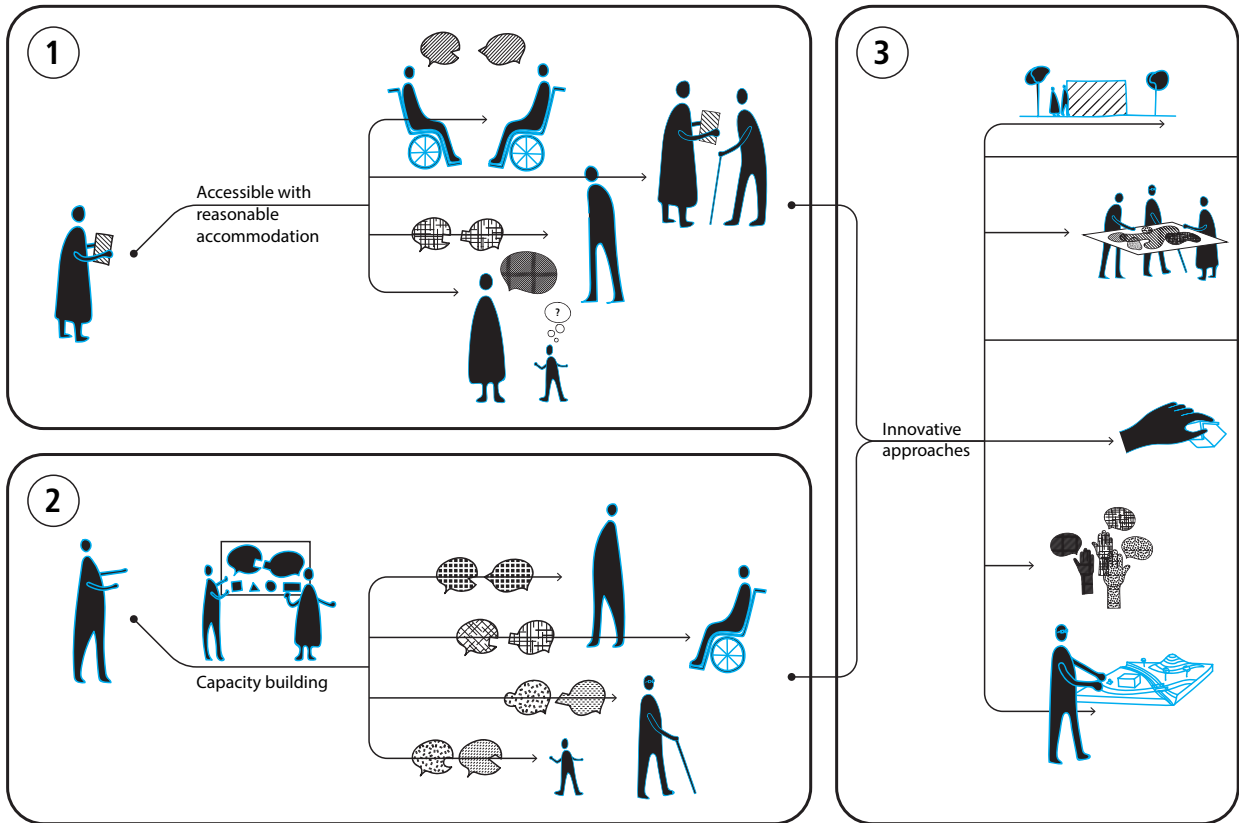 1
Accessible with
reasonable
accommodation
?
2
Capacity building
3
Innovative
approaches